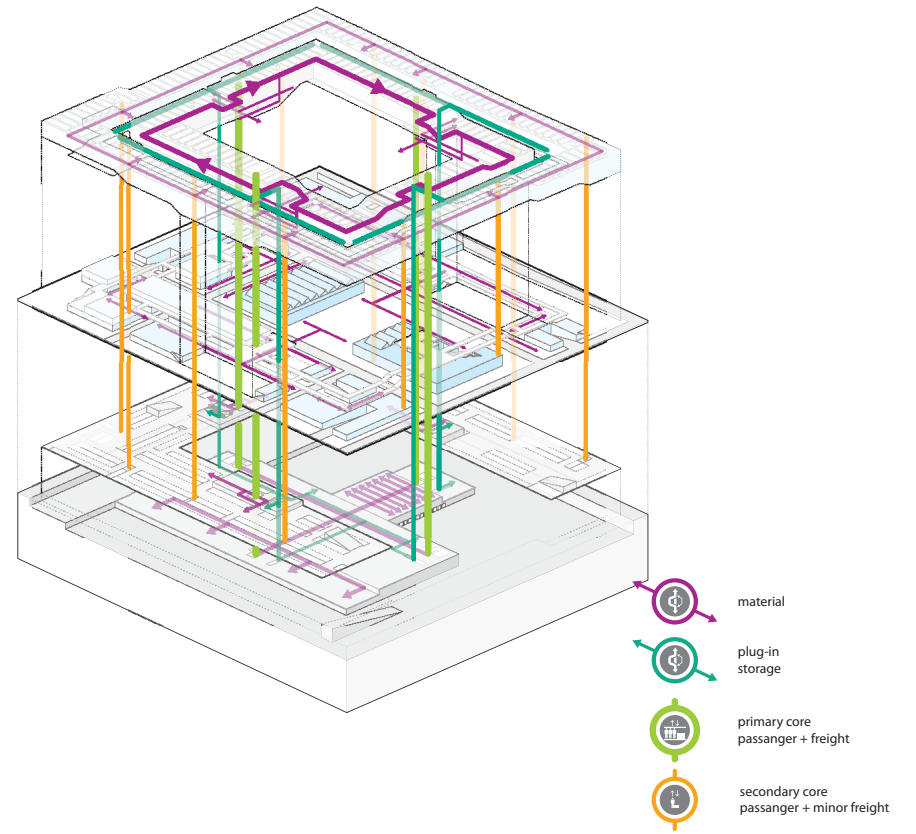 material
plug-in
storage
primary core
passanger + freight
secondary core
passanger + minor freight